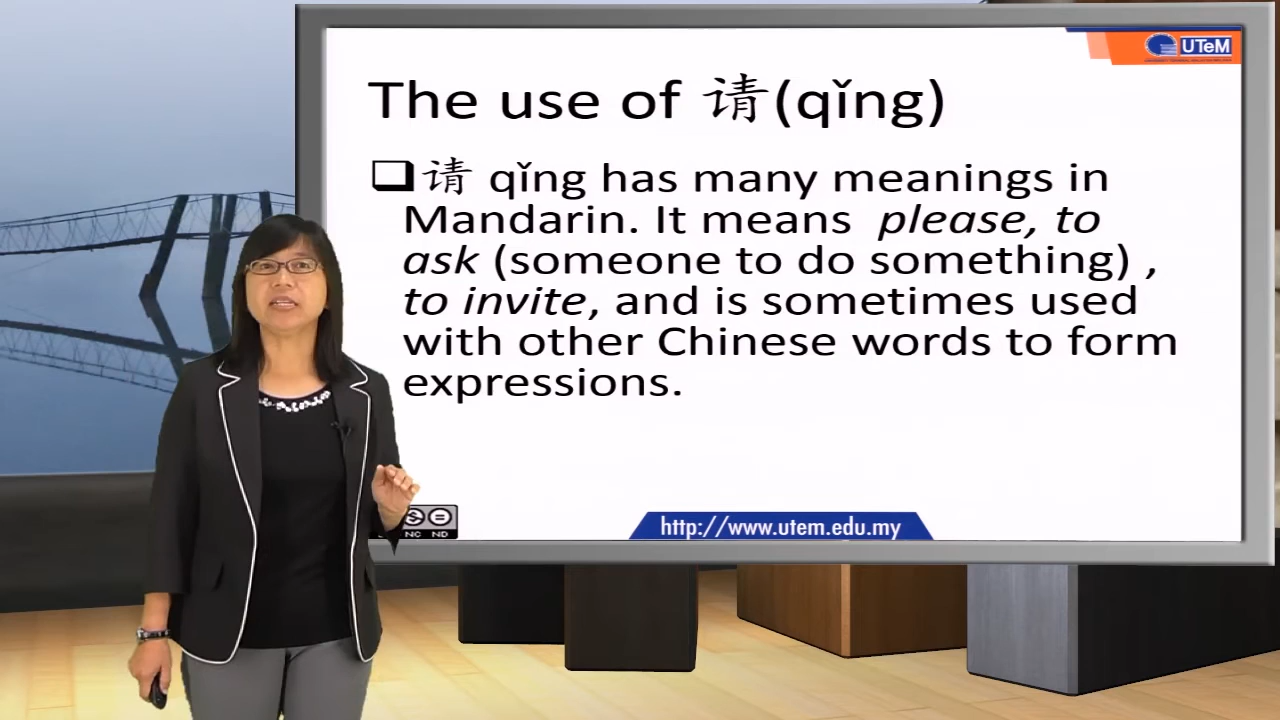 UTeM
The use of 请(qǐng)
请 qǐng has many meanings in
Mandarin. It means please, to
ask (someone to do something) ,
to invite, and is sometimes used
with other Chinese words to form
expressions.
NC ND
http://www.utem.edu.my